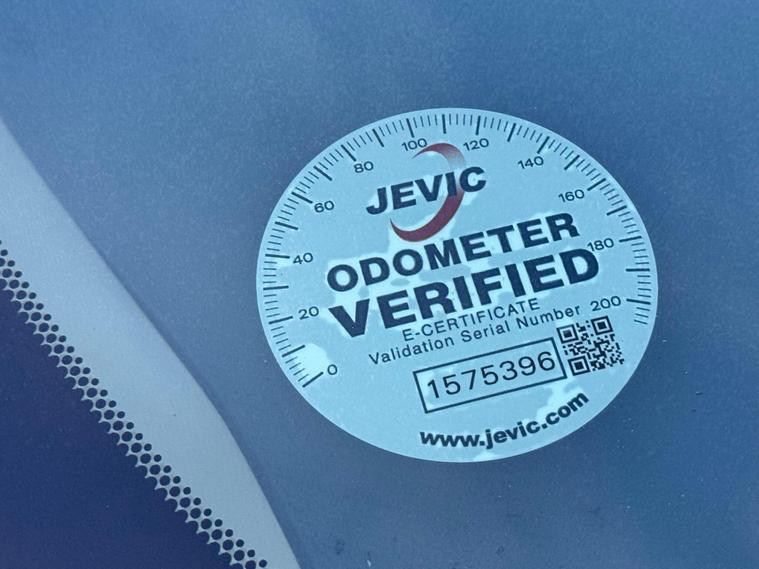 0 20 40 60 80 100 120 140 160 180 200
JEVIC
ODOMETER
VERIFIED
E-CERTIFICATE
Validation Serial Number
1575396
www.jevic.com